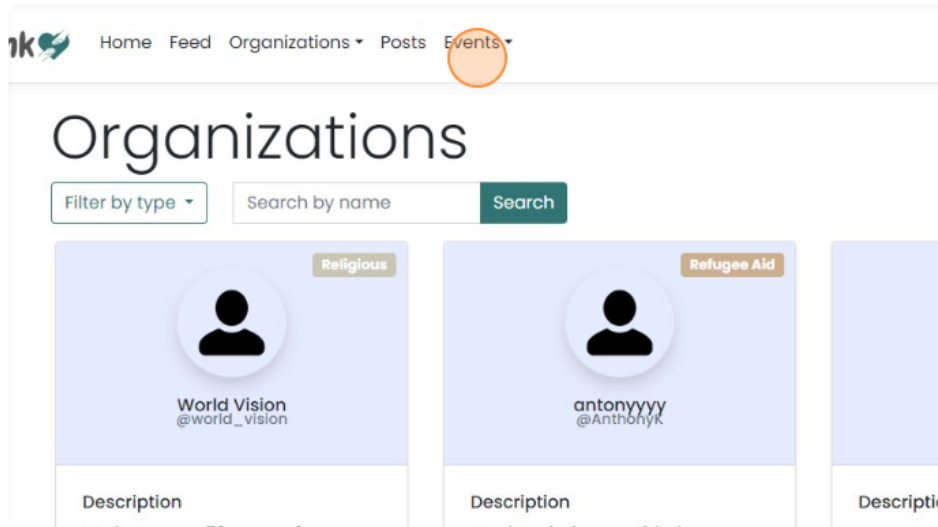 nk Home Feed Organizations Posts Events
Organizations
Filter by type Search by name Search
Religious Refugee Aid
World Vision antonyyyy
@world_vision @AnthonyK
Description Description Descripti